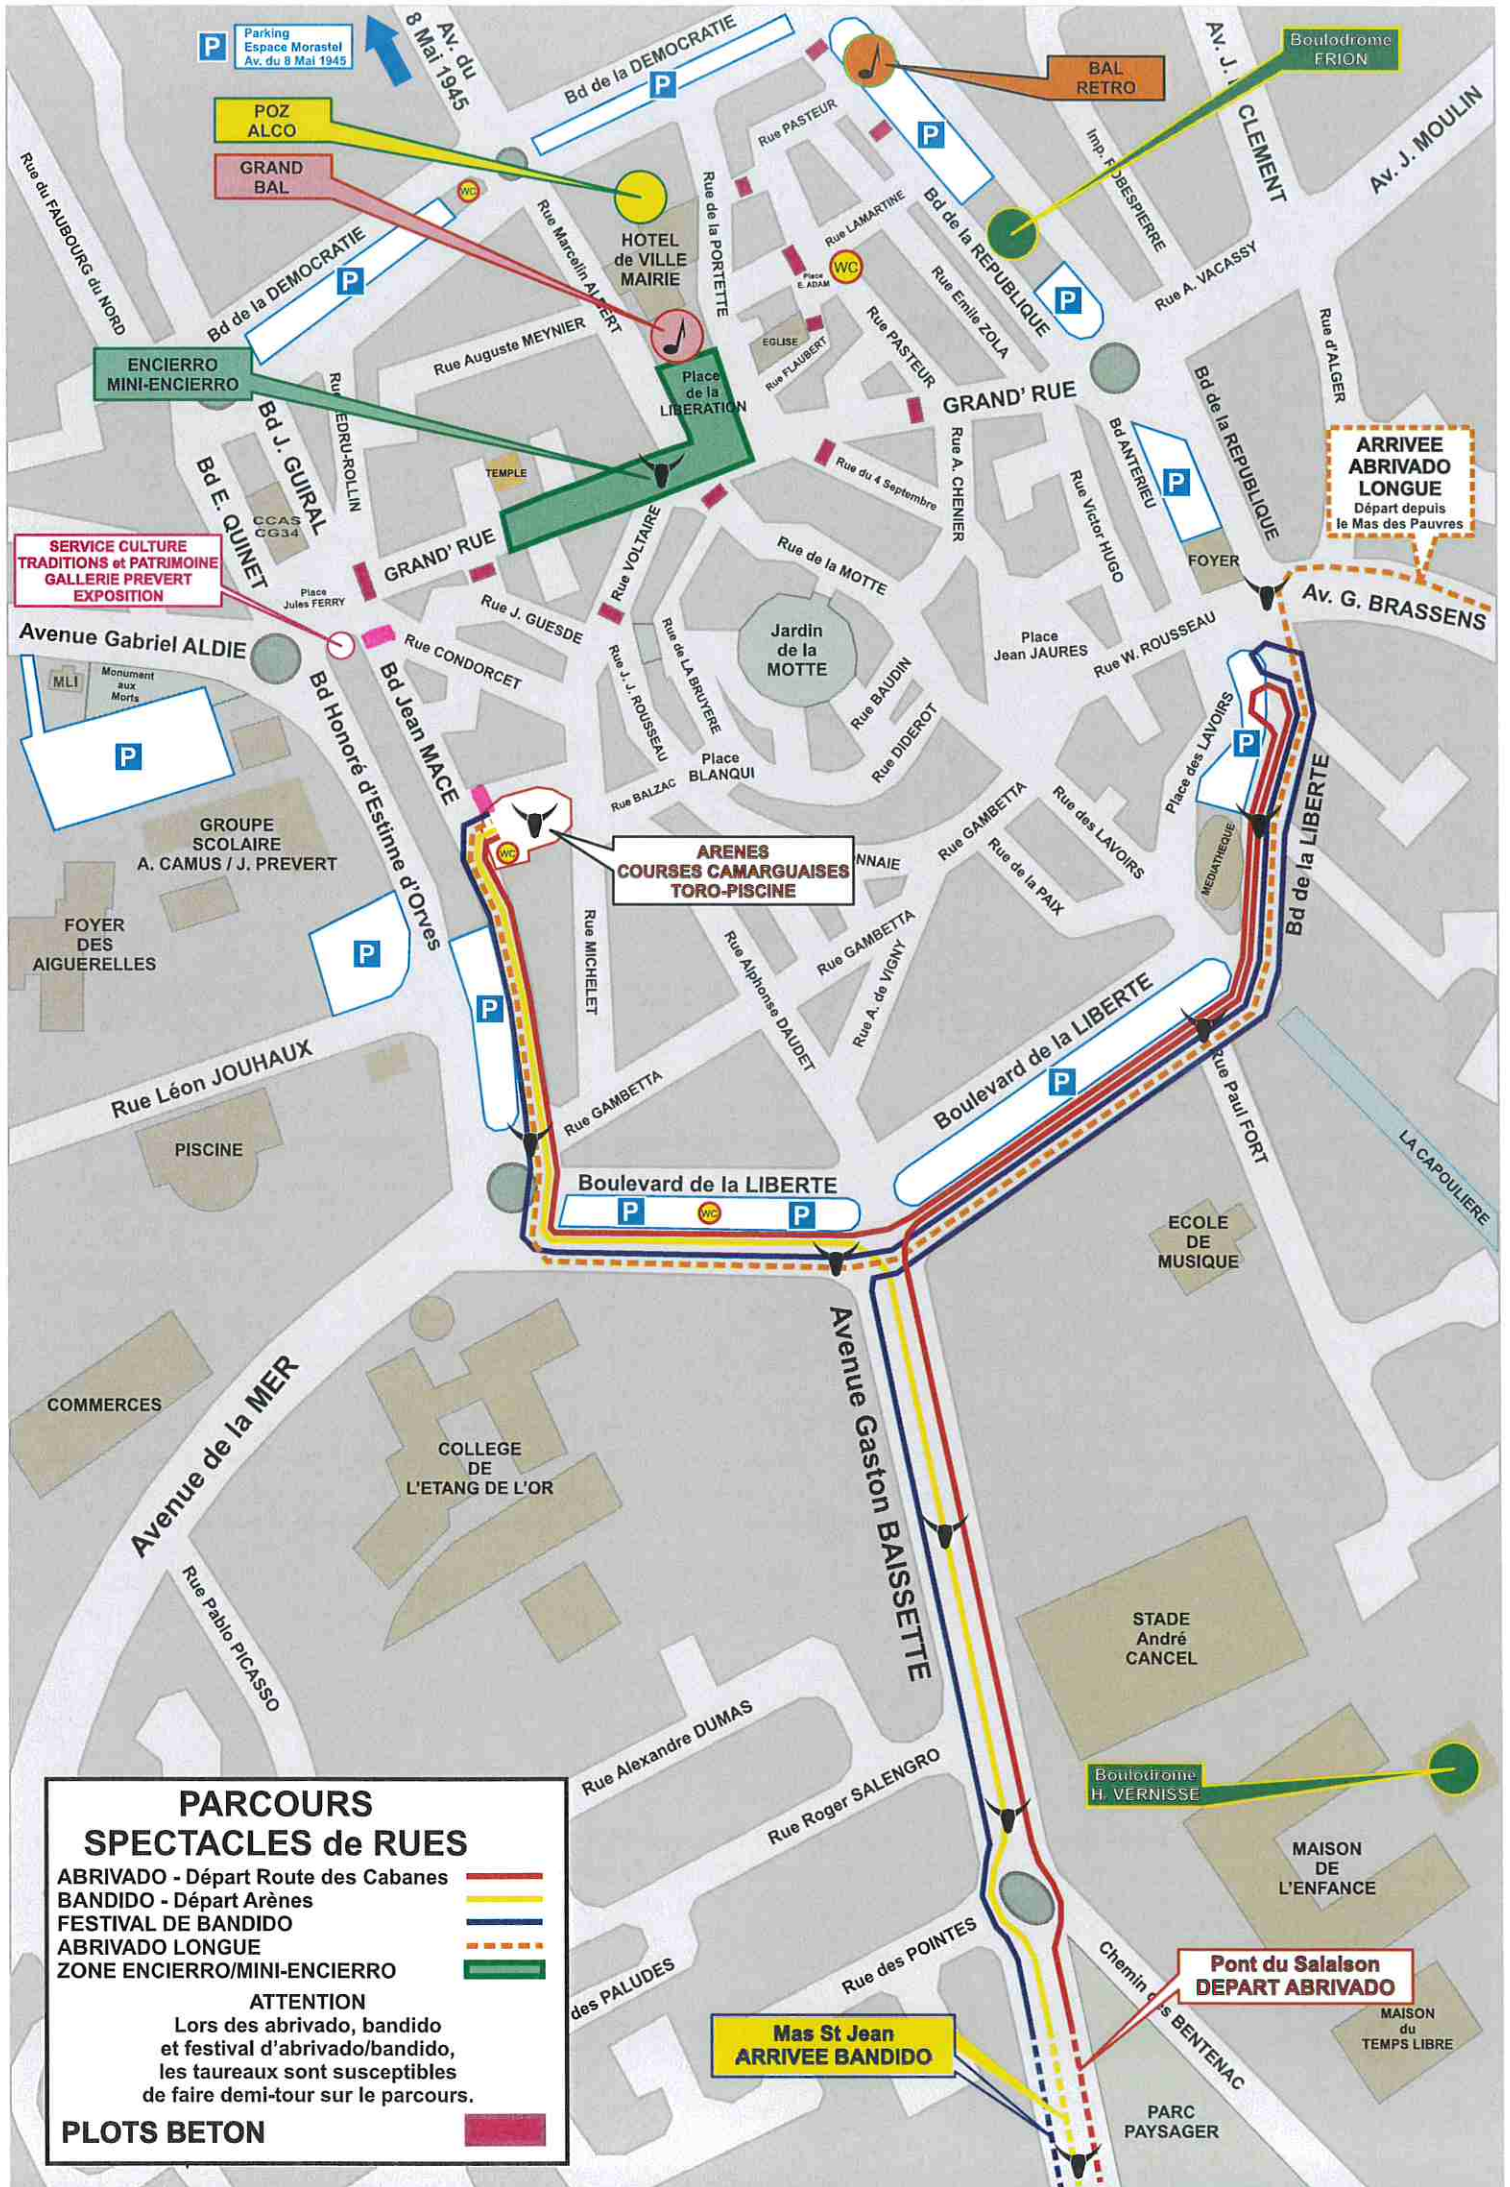 P
Parking
Espace Morastel
Av. du 8 Mai 1945
Av. du
8 Mai 1945
Bd de la DEMOCRATIE
P
BAL
RETRO
Boulodrome
FRION
Av. J.
CLEMENT
Av. J. MOULIN
POZ
ALCO
GRAND
BAL
Rue PASTEUR
P
Rue du FAUBOURG du NORD
WC
Bd de la DEMOCRATIE
P
Rue Marcelin ALBERT
HOTEL
de VILLE
MAIRIE
Rue de la PORTETTE
Rue LAMARTINE
Place
E. ADAM
WC
Bd de la REPUBLIQUE
Imp. ROBESPIERRE
Rue A. VACASSY
P
Rue Emile ZOLA
Rue PASTEUR
Rue d'ALGER
Rue Auguste MEYNIER
EGLISE
Rue FLAUBERT
ENCIERRO
MINI-ENCIERRO
Place
de la
LIBERATION
GRAND' RUE
Bd J. GUIRAL
Rue LEDRU-ROLLIN
Bd E. QUINET
TEMPLE
CCAS
CG34
Rue du 4 Septembre
Rue A. CHENIER
Rue Victor HUGO
Bd ANTERIEU
P
Bd de la REPUBLIQUE
ARRIVEE
ABRIVADO
LONGUE
Départ depuis
le Mas des Pauvres
SERVICE CULTURE
TRADITIONS et PATRIMOINE
GALLERIE PREVERT
EXPOSITION
GRAND' RUE
Rue VOLTAIRE
Rue de la MOTTE
FOYER
Av. G. BRASSENS
Place
Jules FERRY
Rue J. GUESDE
Avenue Gabriel ALDIE
Rue CONDORCET
Rue J. J. ROUSSEAU
Rue de LA BRUYERE
Jardin
de la
MOTTE
Place
Jean JAURES
Rue W. ROUSSEAU
MLI
Monument
aux
Morts
P
Bd Honoré d'Estinne d'Orves
Bd Jean MACE
Rue BAUDIN
Rue DIDEROT
Place
BLANQUI
Rue BALZAC
Place des LAVOIRS
P
Bd de la LIBERTE
GROUPE
SCOLAIRE
A. CAMUS / J. PREVERT
WC
ARENES
COURSES CAMARGUAISES
TORO-PISCINE
NNAIE
Rue GAMBETTA
Rue des LAVOIRS
Rue de la PAIX
MEDIATHEQUE
FOYER
DES
AIGUERELLES
P
P
Rue MICHELET
Rue Alphonse DAUDET
Rue GAMBETTA
Rue A. de VIGNY
Boulevard de la LIBERTE
P
Rue Léon JOUHAUX
PISCINE
Rue GAMBETTA
Rue Paul FORT
LA CAPOULIERE
Boulevard de la LIBERTE
P
WC
P
ECOLE
DE
MUSIQUE
COMMERCES
Avenue de la MER
COLLEGE
DE
L'ETANG DE L'OR
Avenue Gaston BAISSETTE
Rue Pablo PICASSO
STADE
André
CANCEL
Rue Alexandre DUMAS
Rue Roger SALENGRO
Boulodrome
H. VERNISSE
MAISON
DE
L'ENFANCE
PARCOURS
SPECTACLES de RUES
ABRIVADO - Départ Route des Cabanes
BANDIDO - Départ Arènes
FESTIVAL DE BANDIDO
ABRIVADO LONGUE
ZONE ENCIERRO/MINI-ENCIERRO
ATTENTION
Lors des abrivado, bandido
et festival d'abrivado/bandido,
les taureaux sont susceptibles
de faire demi-tour sur le parcours.
PLOTS BETON
des PALUDES
Rue des POINTES
Chemin des BENTENAC
Pont du Salaison
DEPART ABRIVADO
Mas St Jean
ARRIVEE BANDIDO
MAISON
du
TEMPS LIBRE
PARC
PAYSAGER